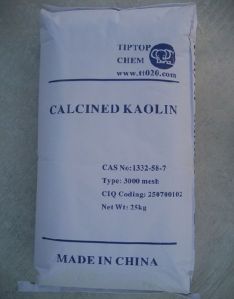 TIPTOP
CHEM
www.tt020.com
CALCINED KAOLIN
CAS No:1332-58-7
Type: 3000 mesh
CIQ Coding: 250700102
Net Wt: 25kg
MADE IN CHINA